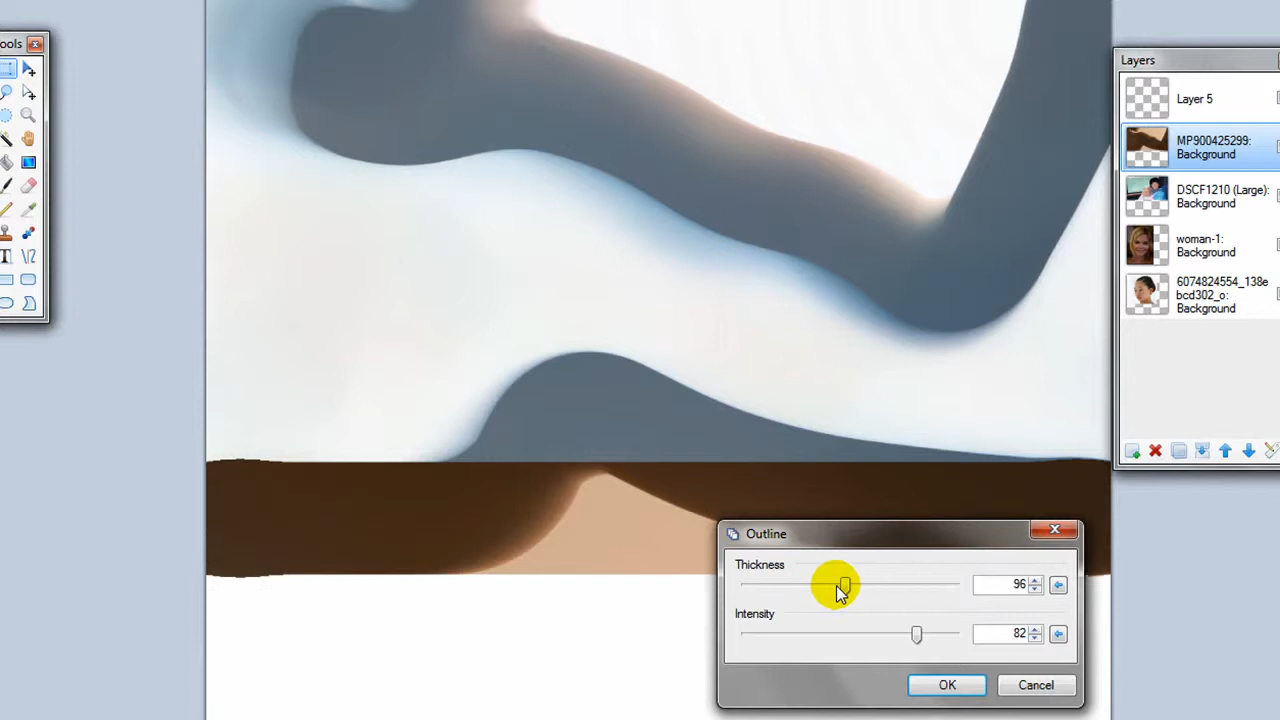 ools
Layers
Layer 5
MP900425299:
Background
DSCF1210 (Large):
Background
woman-1:
Background
6074824554_138e
bcd302_o:
Background
Outline
Thickness
96
Intensity
82
OK
Cancel